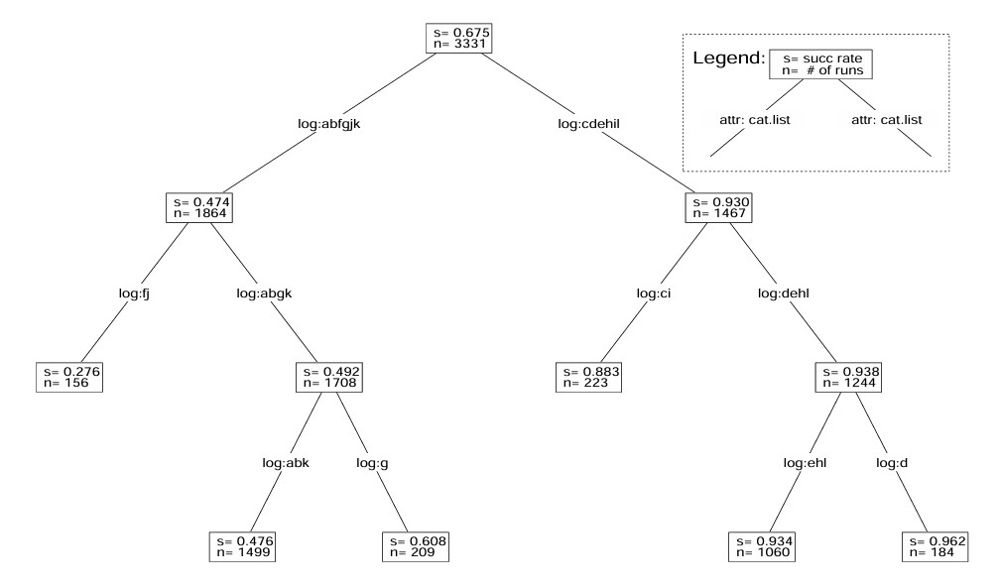 s= 0.675
n= 3331
Legend:
s= succ rate
n=  # of runs
attr: cat.list
attr: cat.list
log:abfgjk
log:cdehil
s= 0.474
n= 1864
s= 0.930
n= 1467
log:fj
log:abgk
log:ci
log:dehl
s= 0.276
n= 156
s= 0.492
n= 1708
s= 0.883
n= 223
s= 0.938
n= 1244
log:abk
log:g
log:ehl
log:d
s= 0.476
n= 1499
s= 0.608
n= 209
s= 0.934
n= 1060
s= 0.962
n= 184